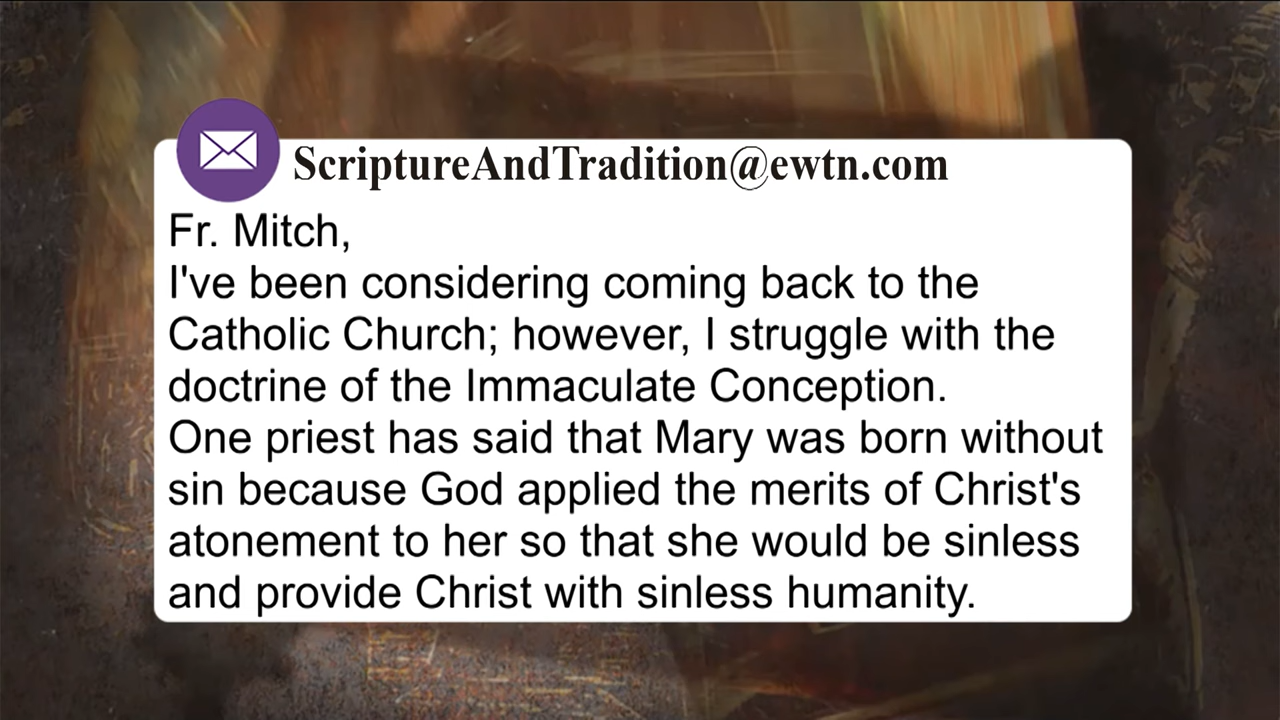 ScriptureAndTradition@ewtn.com
Fr. Mitch,
I've been considering coming back to the
Catholic Church; however, I struggle with the
doctrine of the Immaculate Conception.
One priest has said that Mary was born without
sin because God applied the merits of Christ's
atonement to her so that she would be sinless
and provide Christ with sinless humanity.